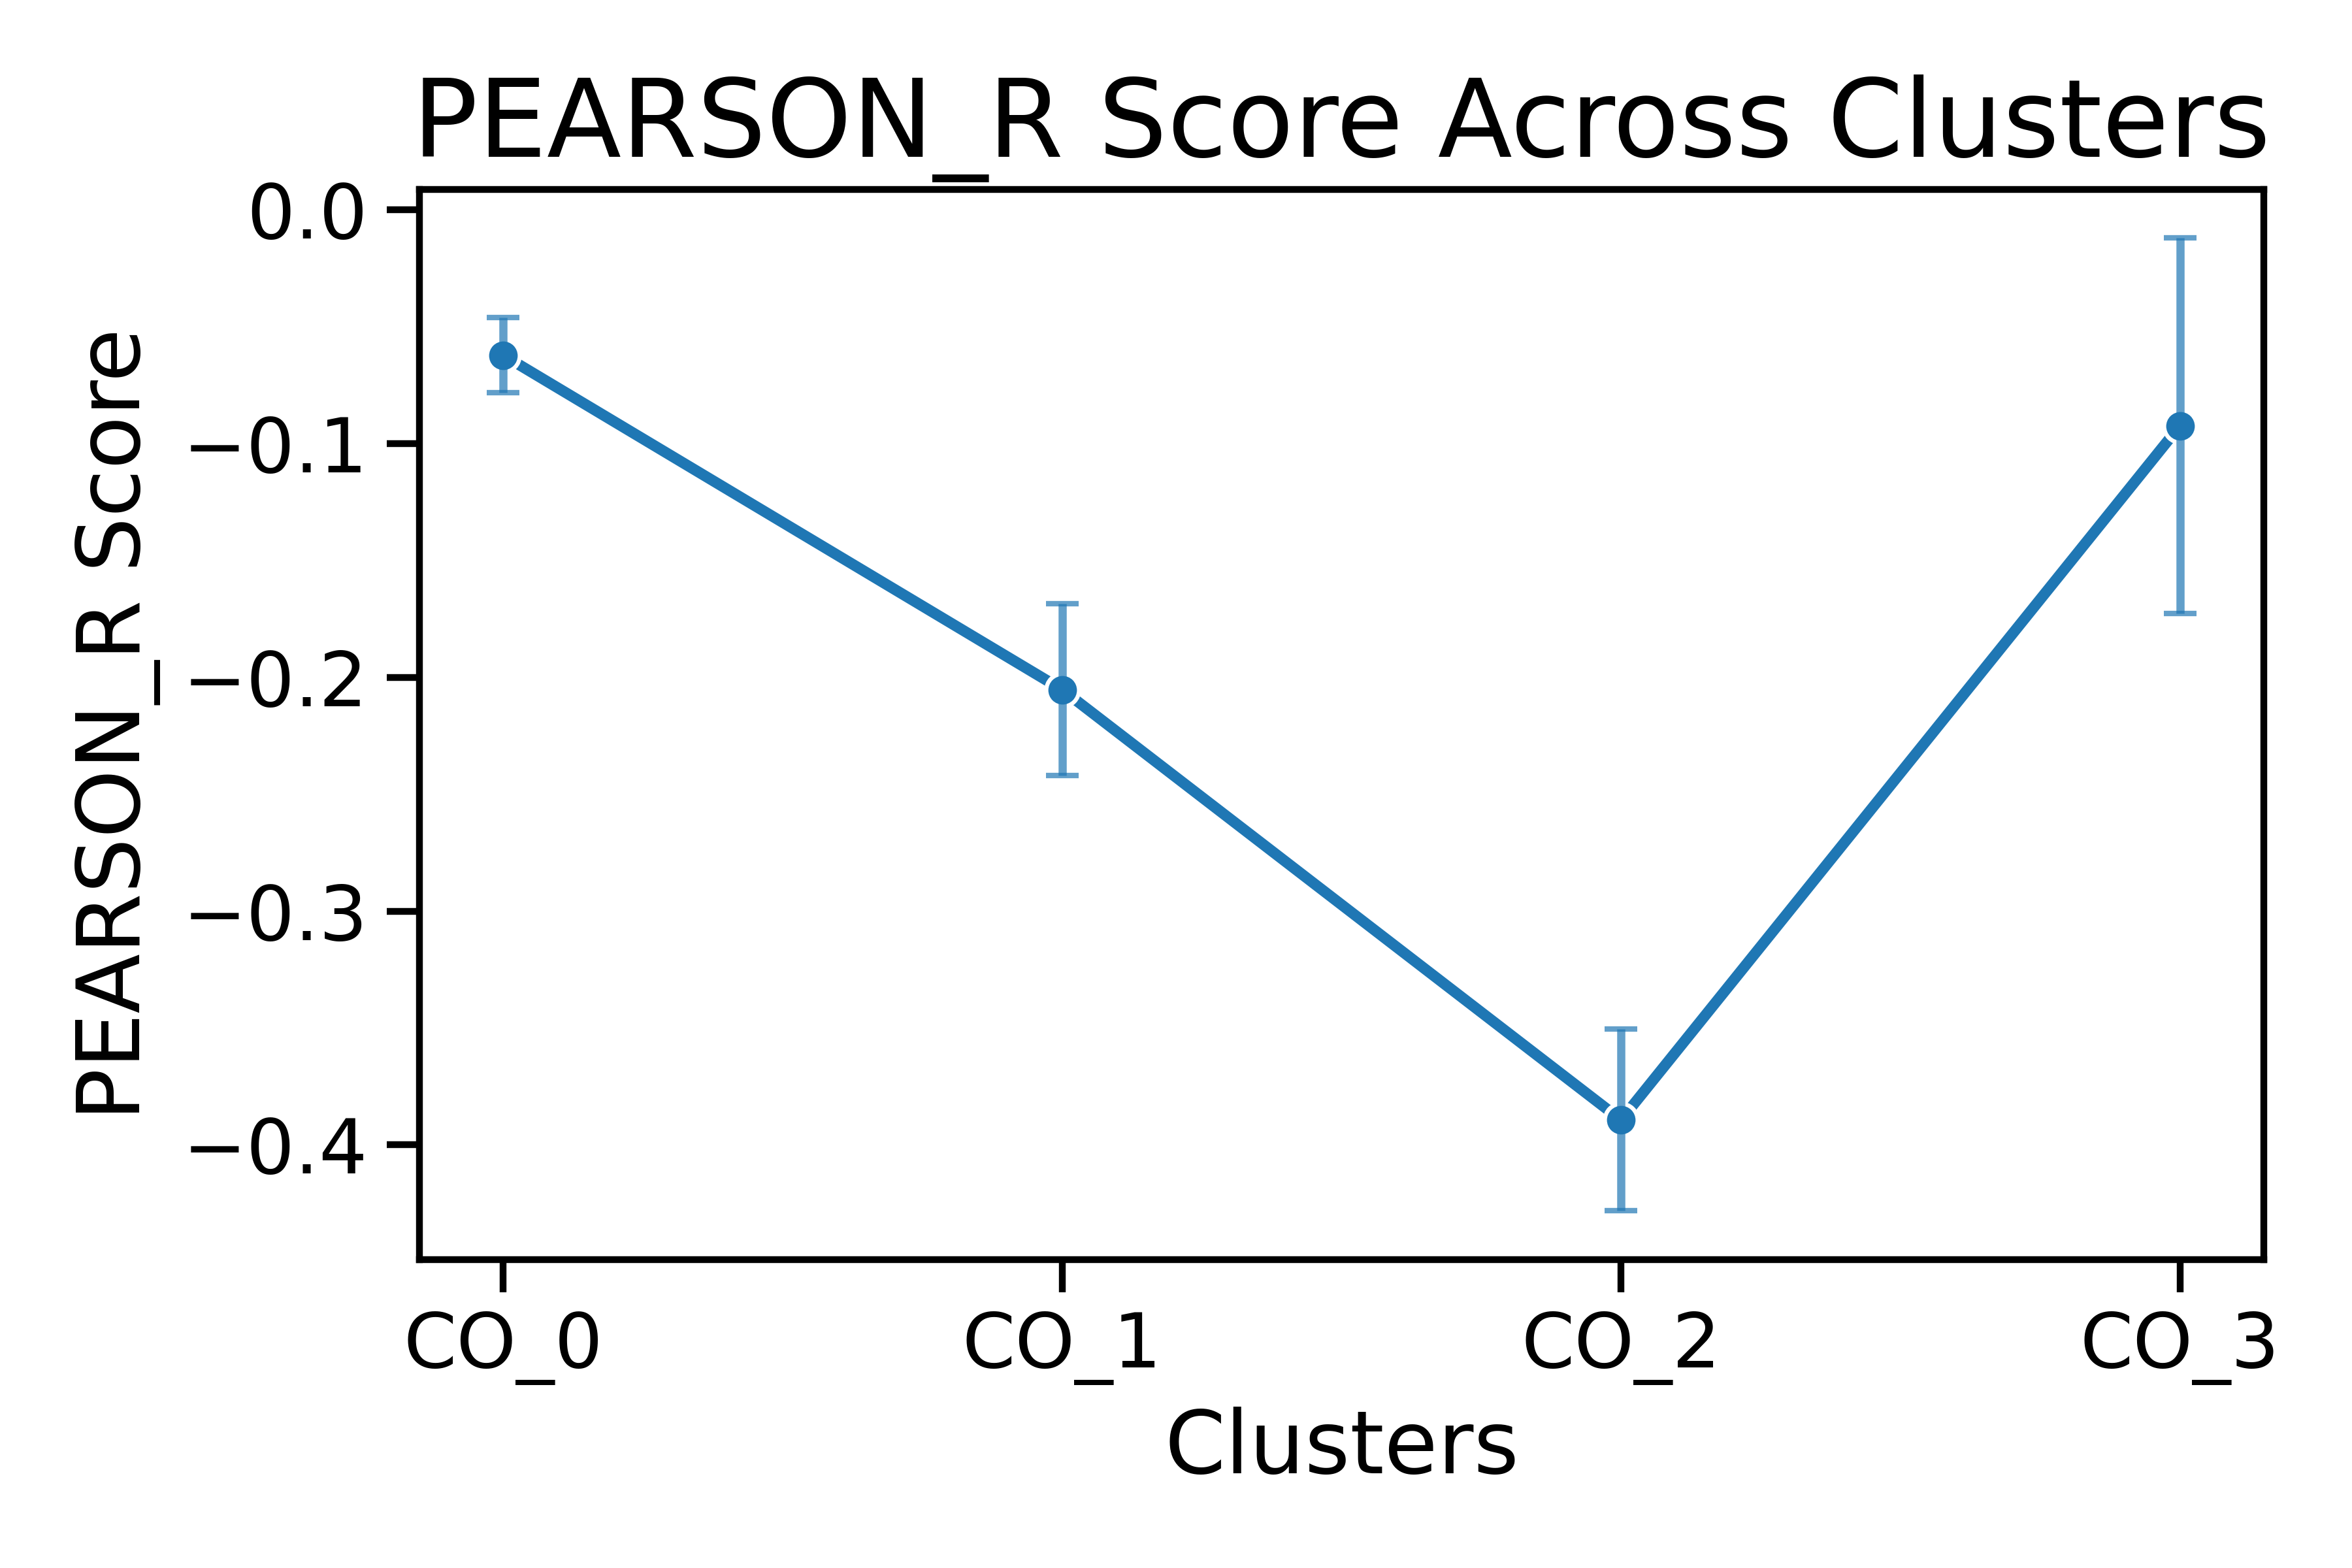 PEARSON_R Score Across Clusters
PEARSON_R Score
0.0
−0.1
−0.2
−0.3
−0.4
CO_0 CO_1 CO_2 CO_3
Clusters